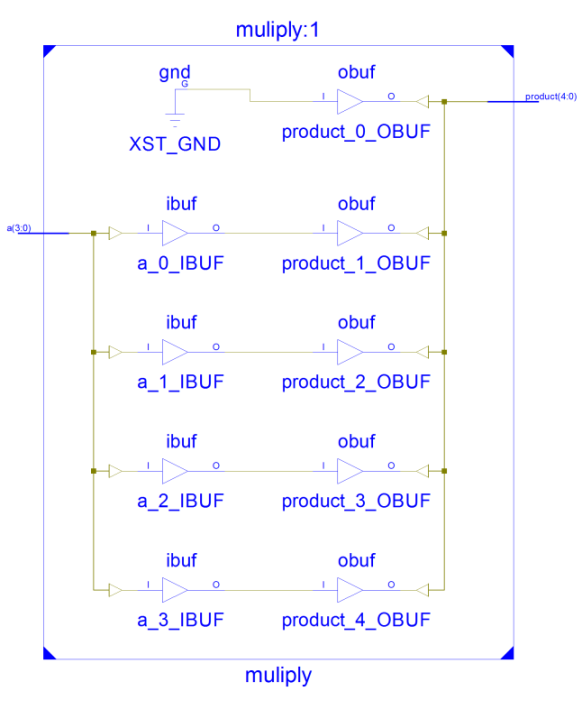 muliply:1
gnd
obuf
G
I
O
product(4:0)
XST_GND
product_0_OBUF
ibuf
obuf
a(3:0)
I
O
I
O
a_0_IBUF
product_1_OBUF
ibuf
obuf
I
O
I
O
a_1_IBUF
product_2_OBUF
ibuf
obuf
I
O
I
O
a_2_IBUF
product_3_OBUF
ibuf
obuf
I
O
I
O
a_3_IBUF
product_4_OBUF
muliply